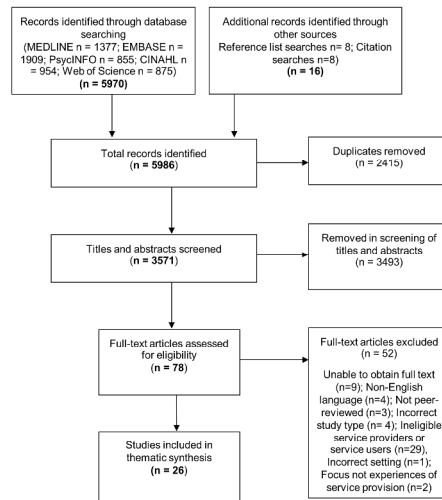 Records identified through database
searching
(MEDLINE n = 1377; EMBASE n =
1909; PsycINFO n = 855; CINAHL n
= 954; Web of Science n = 875)
(n = 5970)
Additional records identified through
other sources
Reference list searches n= 8; Citation
searches n=8)
(n = 16)
Total records identified
(n = 5986)
Duplicates removed
(n = 2415)
Titles and abstracts screened
(n = 3571)
Removed in screening of
titles and abstracts
(n = 3493)
Full-text articles assessed
for eligibility
(n = 78)
Full-text articles excluded
(n = 52)
Unable to obtain full text
(n=9); Non-English
language (n=4); Not peer-
reviewed (n=3); Incorrect
study type (n= 4); Ineligible
service providers or
service users (n=29),
Incorrect setting (n=1);
Focus not experiences of
service provision (n=2)
Studies included in
thematic synthesis
(n = 26)